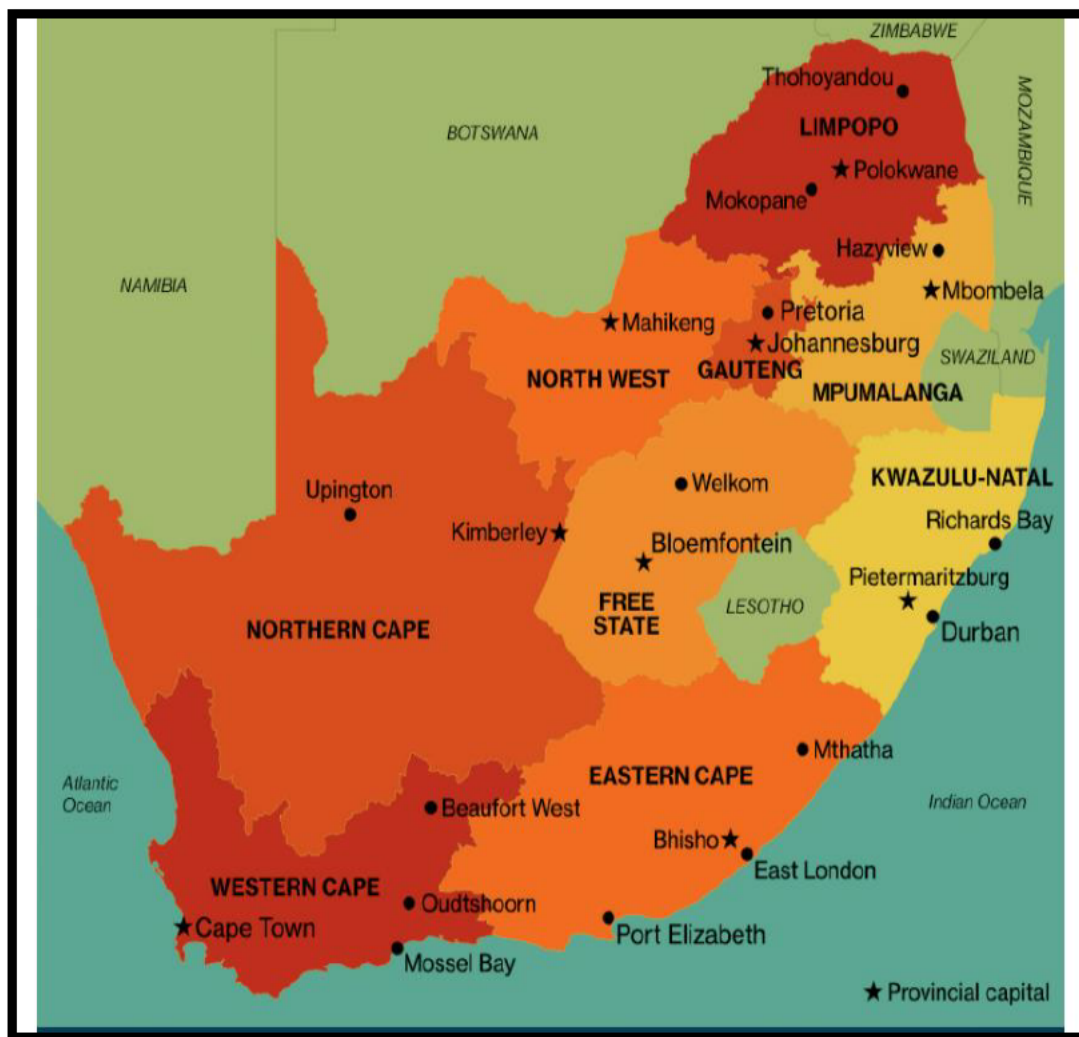 ZIMBABWE
Thohoyandou
MOZAMBIQUE
BOTSWANA
LIMPOPO
Polokwane
Mokopane
Hazyview
NAMIBIA
Mbombela
Pretoria
Mahikeng
Johannesburg
SWAZILAND
GAUTENG
NORTH WEST
MPUMALANGA
KWAZULU-NATAL
Welkom
Upington
Richards Bay
Kimberley
Bloemfontein
Pietermaritzburg
FREE
STATE
LESOTHO
NORTHERN CAPE
Durban
Mthatha
EASTERN CAPE
Atlantic
Ocean
Indian Ocean
Beaufort West
Bhisho
East London
WESTERN CAPE
Oudtshoorn
Cape Town
Port Elizabeth
Mossel Bay
Provincial capital